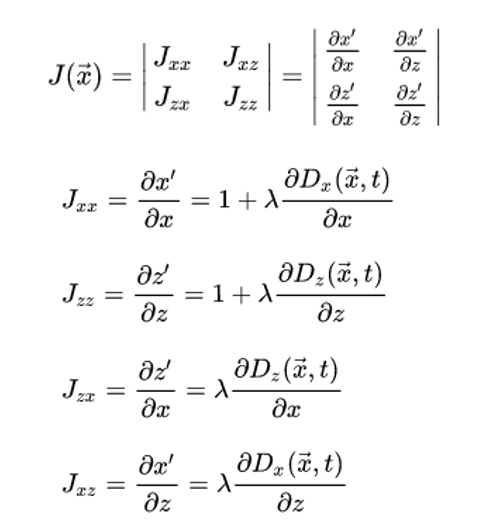 $J(\vec{x}) = \begin{vmatrix} J_{xx} & J_{xz} \\ J_{zx} & J_{zz} \end{vmatrix} = \begin{vmatrix} \frac{\partial x'}{\partial x} & \frac{\partial x'}{\partial z} \\ \frac{\partial z'}{\partial x} & \frac{\partial z'}{\partial z} \end{vmatrix}$
$J_{xx} = \frac{\partial x'}{\partial x} = 1 + \lambda \frac{\partial D_x(\vec{x}, t)}{\partial x}$
$J_{zz} = \frac{\partial z'}{\partial z} = 1 + \lambda \frac{\partial D_z(\vec{x}, t)}{\partial z}$
$J_{zx} = \frac{\partial z'}{\partial x} = \lambda \frac{\partial D_z(\vec{x}, t)}{\partial x}$
$J_{xz} = \frac{\partial x'}{\partial z} = \lambda \frac{\partial D_x(\vec{x}, t)}{\partial z}$